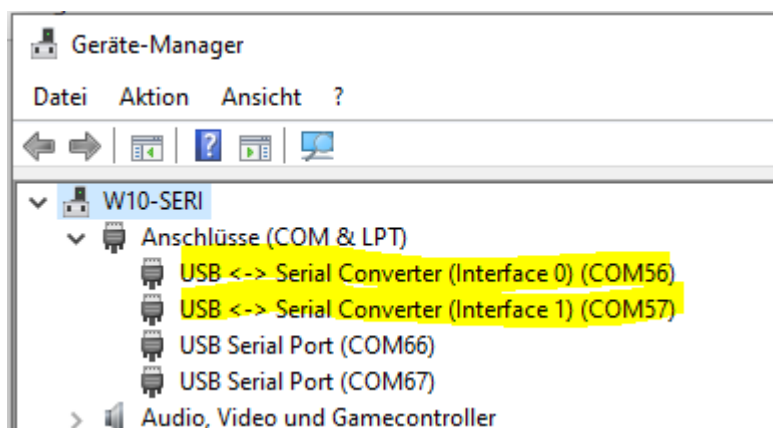 Geräte-Manager
Datei Aktion Ansicht ?
W10-SERI
Anschlüsse (COM & LPT)
USB <-> Serial Converter (Interface 0) (COM56)
USB <-> Serial Converter (Interface 1) (COM57)
USB Serial Port (COM66)
USB Serial Port (COM67)
Audio, Video und Gamecontroller